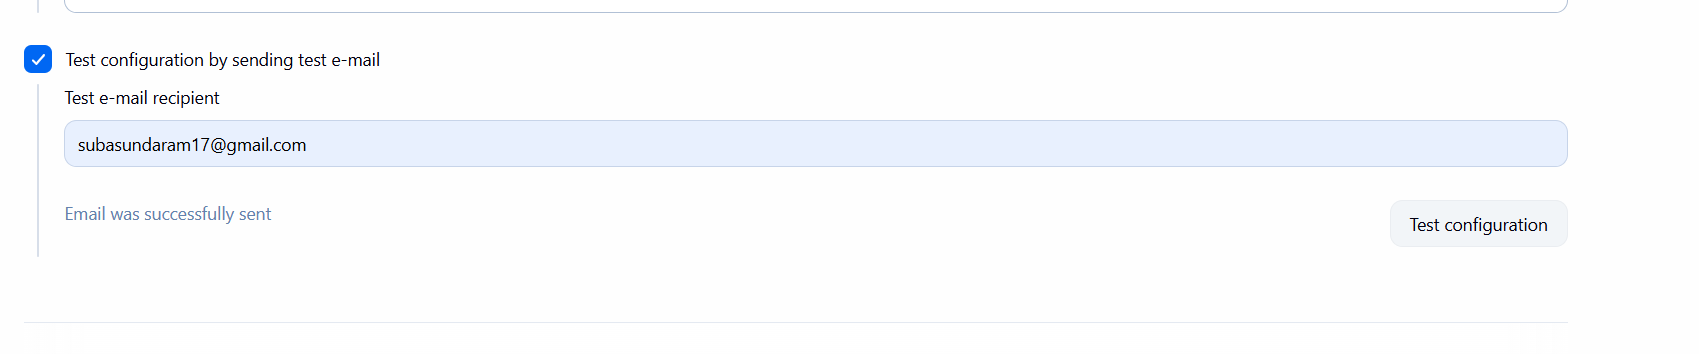 Test configuration by sending test e-mail
Test e-mail recipient
subasundaram17@gmail.com
Email was successfully sent
Test configuration